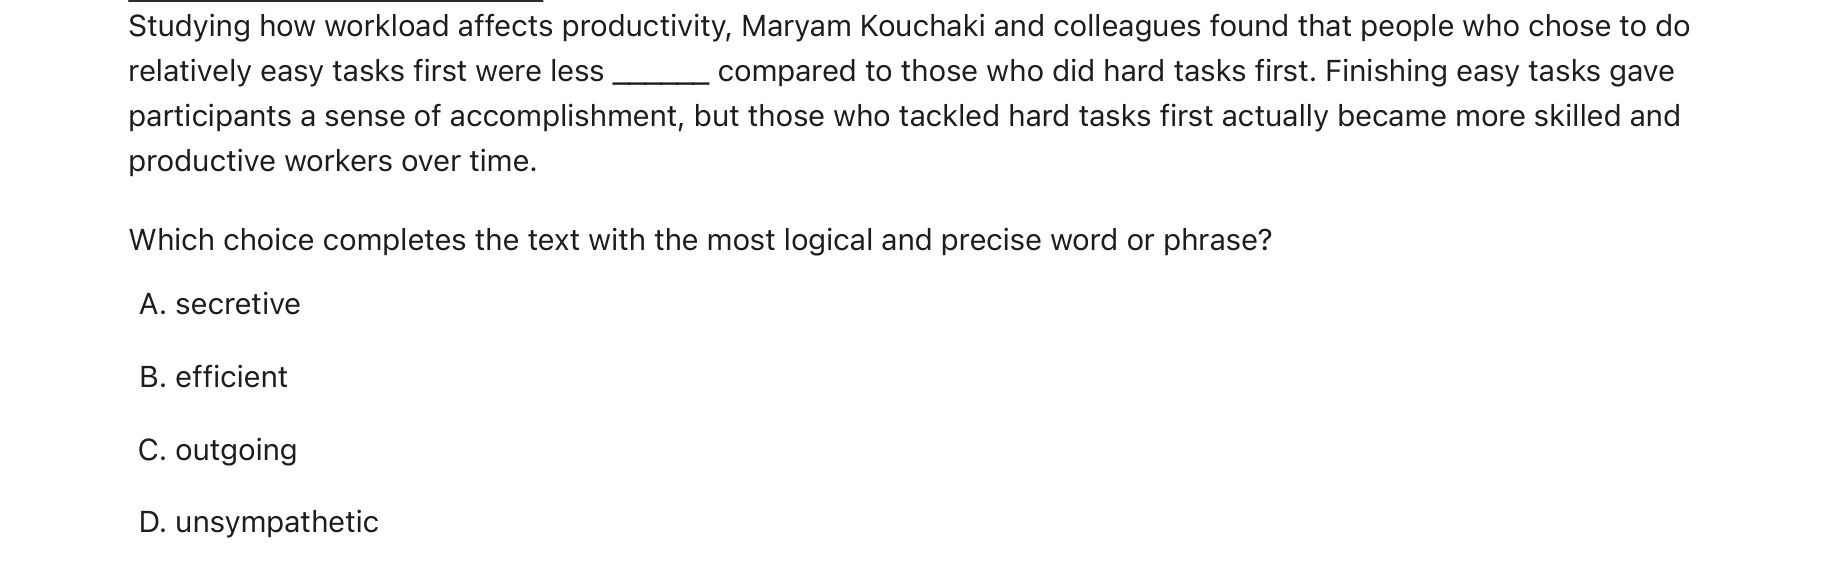 Studying how workload affects productivity, Maryam Kouchaki and colleagues found that people who chose to do
relatively easy tasks first were less ______ compared to those who did hard tasks first. Finishing easy tasks gave
participants a sense of accomplishment, but those who tackled hard tasks first actually became more skilled and
productive workers over time.
Which choice completes the text with the most logical and precise word or phrase?
A. secretive
B. efficient
C. outgoing
D. unsympathetic